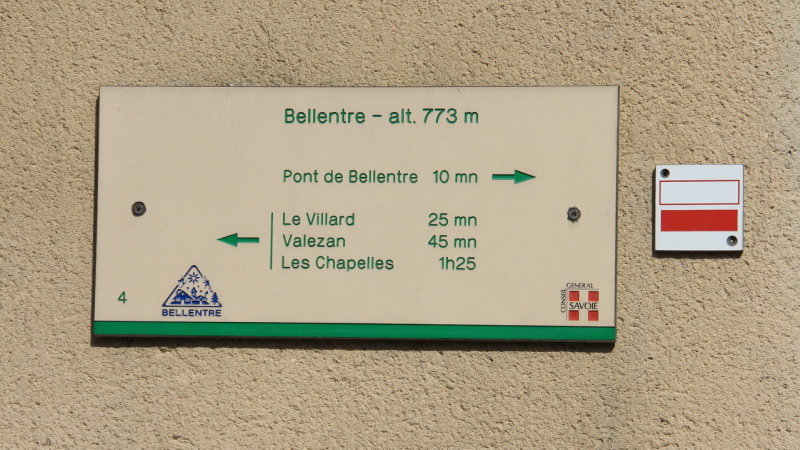 Bellentre – alt. 773 m
Pont de Bellentre 10 mn
Le Villard 25 mn
Valezan 45 mn
Les Chapelles 1h25
4
BELLENTRE
CONSEIL
GENERAL
SAVOIE